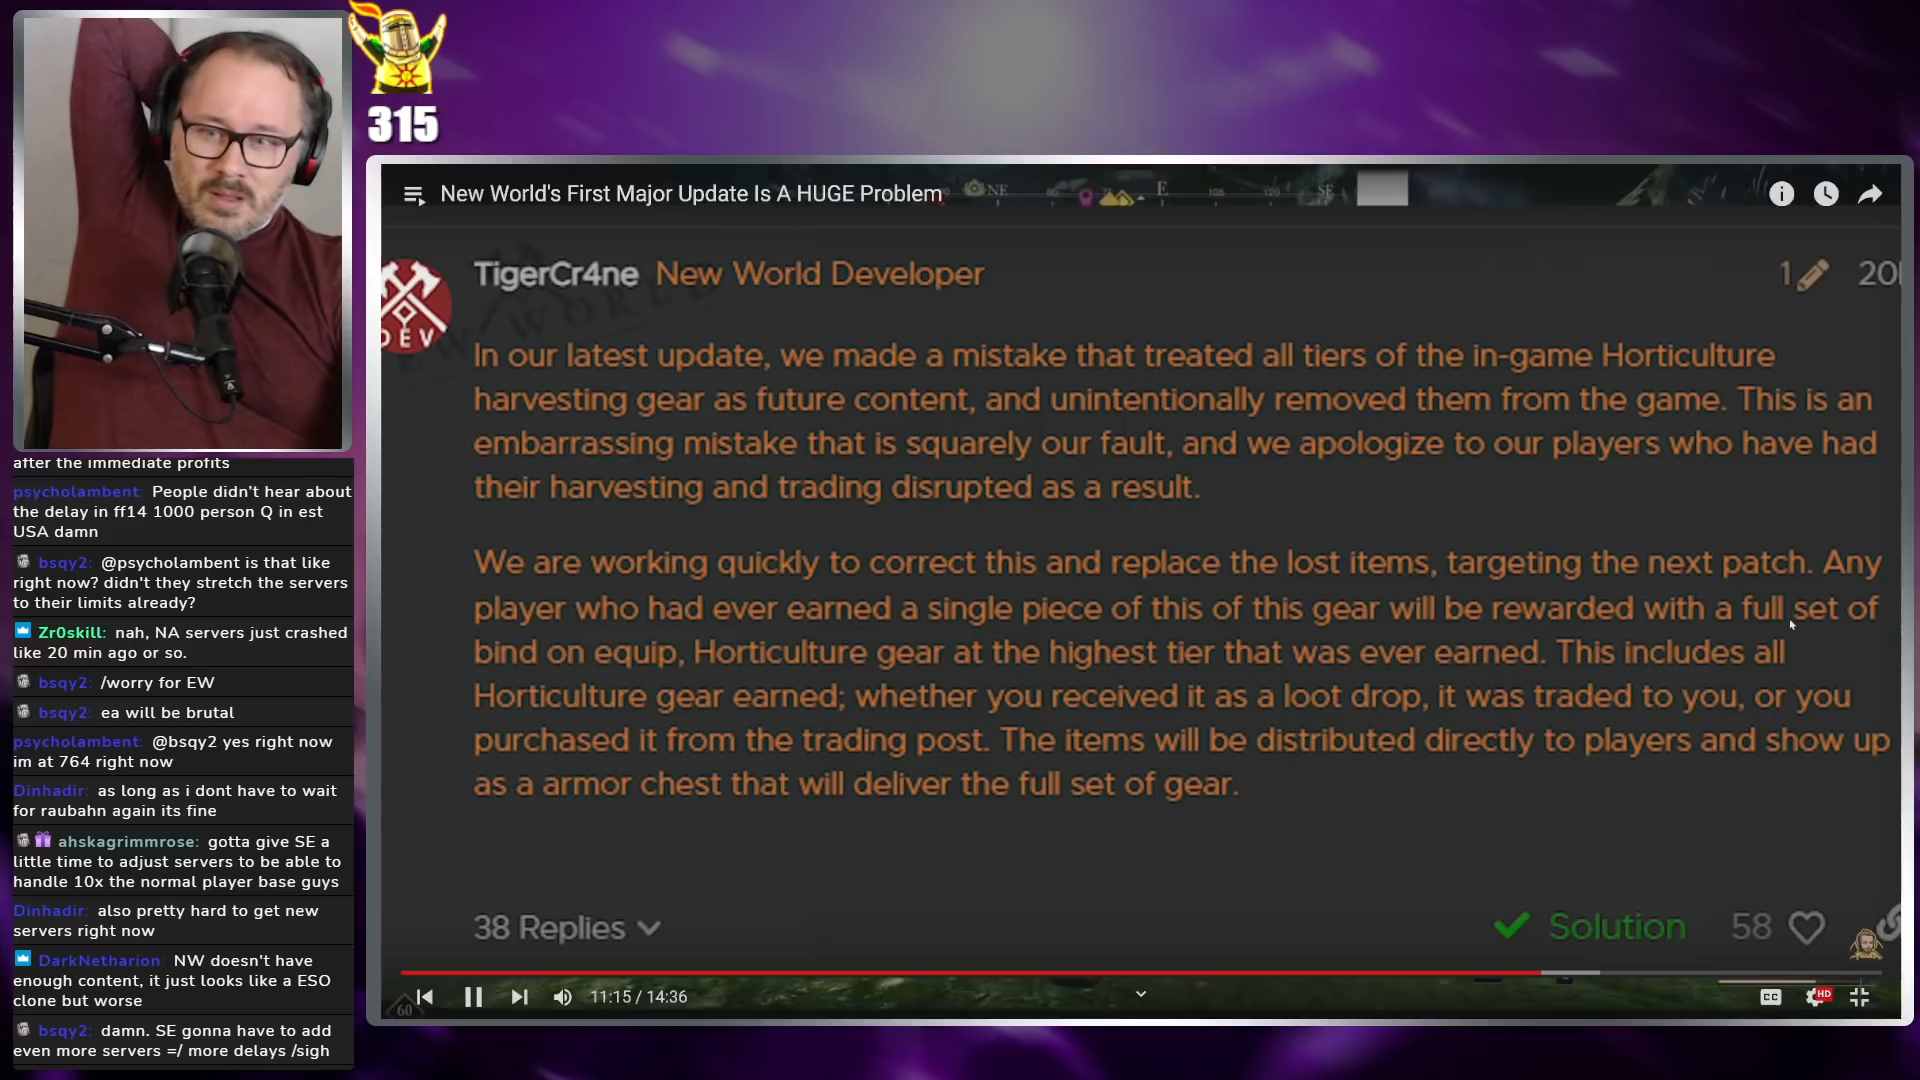 315
New World's First Major Update Is A HUGE Problem
NE
E
105
120
SE
DEV
TigerCr4ne New World Developer
1
20
In our latest update, we made a mistake that treated all tiers of the in-game Horticulture
harvesting gear as future content, and unintentionally removed them from the game. This is an
embarrassing mistake that is squarely our fault, and we apologize to our players who have had
their harvesting and trading disrupted as a result.
We are working quickly to correct this and replace the lost items, targeting the next patch. Any
player who had ever earned a single piece of this of this gear will be rewarded with a full set of
bind on equip, Horticulture gear at the highest tier that was ever earned. This includes all
Horticulture gear earned; whether you received it as a loot drop, it was traded to you, or you
purchased it from the trading post. The items will be distributed directly to players and show up
as a armor chest that will deliver the full set of gear.
38 Replies
Solution
58
60
11:15 / 14:36
CC
HD
after the immediate profits
psycholambent: People didn't hear about
the delay in ff14 1000 person Q in est
USA damn
bsqy2: @psycholambent is that like
right now? didn't they stretch the servers
to their limits already?
Zr0skill: nah, NA servers just crashed
like 20 min ago or so.
bsqy2: /worry for EW
bsqy2: ea will be brutal
psycholambent: @bsqy2 yes right now
im at 764 right now
Dinhadir: as long as i dont have to wait
for raubahn again its fine
ahskagrimmrose: gotta give SE a
little time to adjust servers to be able to
handle 10x the normal player base guys
Dinhadir: also pretty hard to get new
servers right now
DarkNetharion: NW doesn't have
enough content, it just looks like a ESO
clone but worse
bsqy2: damn. SE gonna have to add
even more servers =/ more delays /sigh